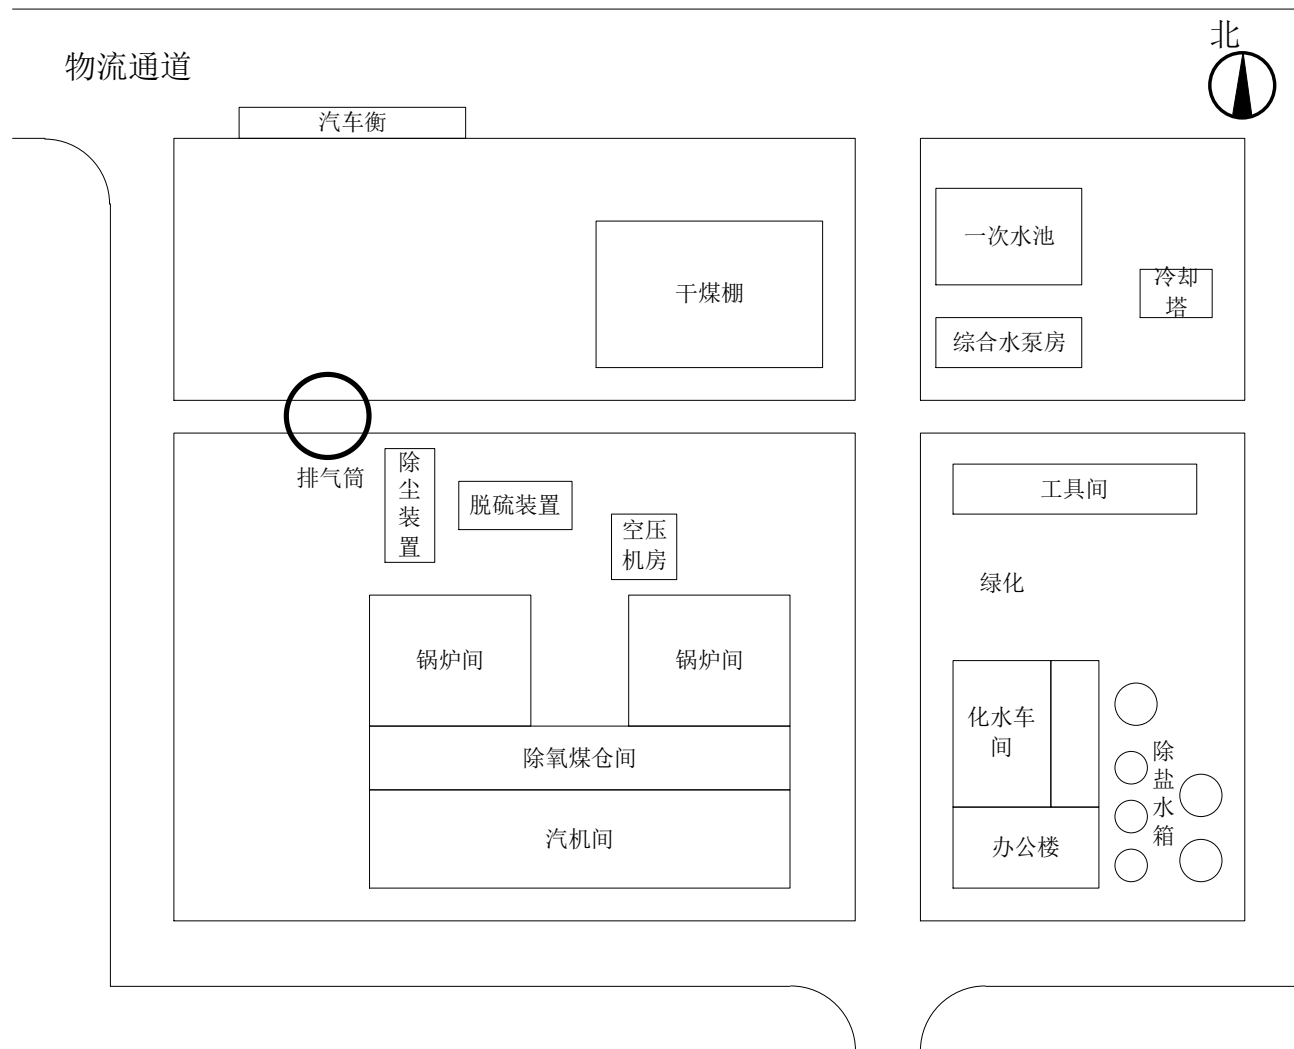 北
物流通道
汽车衡
一次水池
冷却
塔
干煤棚
综合水泵房
排气筒
除
尘
装
置
脱硫装置
空压
机房
工具间
绿化
锅炉间
锅炉间
化水车
间
除
盐
水
箱
除氧煤仓间
汽机间
办公楼